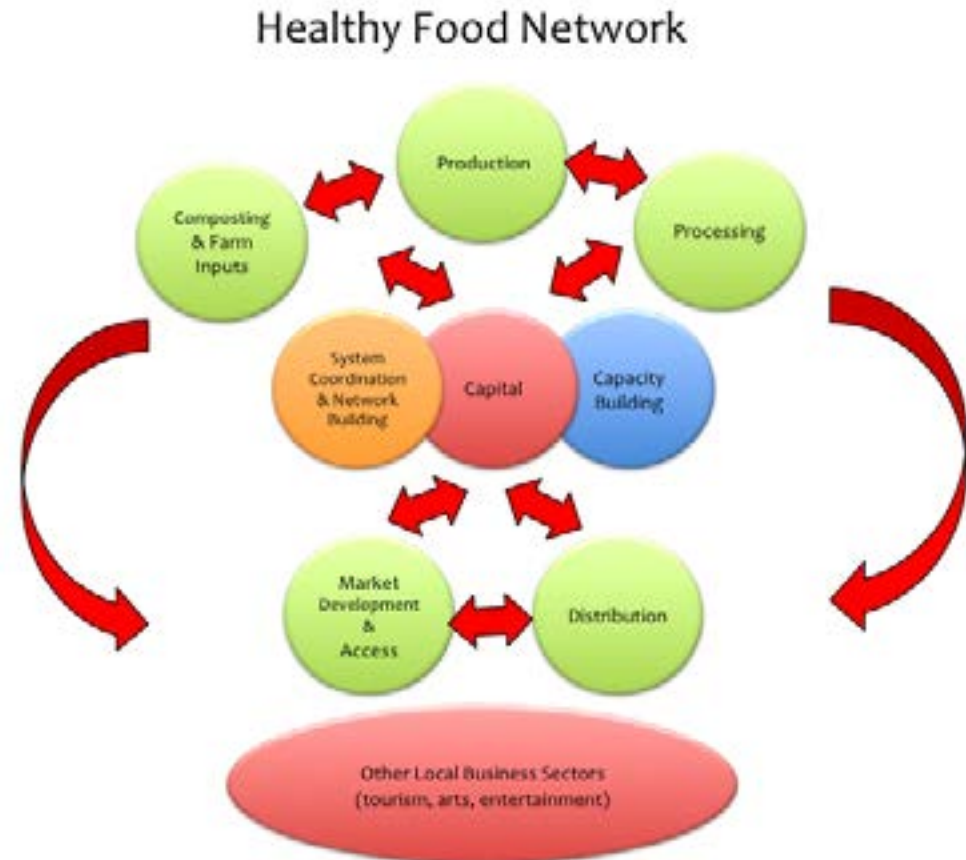 Healthy Food Network
Production
Composting
& Farm
Inputs
Processing
System
Coordination
& Network
Building
Capital
Capacity
Building
Market
Development
&
Access
Distribution
Other Local Business Sectors
(tourism, arts, entertainment)